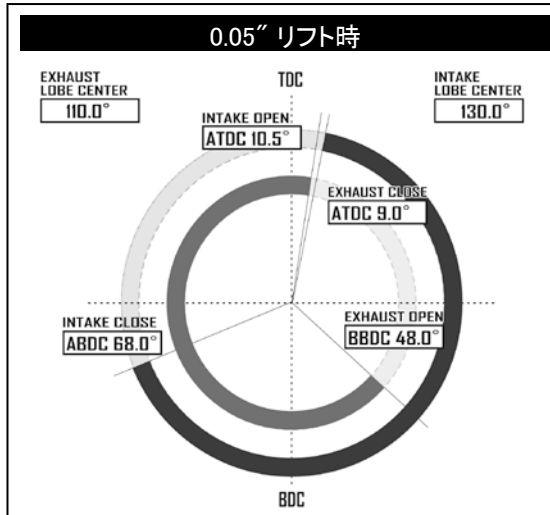 0.05″ リフト時
EXHAUST
LOBE CENTER
110.0°
TDC
INTAKE
LOBE CENTER
130.0°
INTAKE OPEN
ATDC 10.5°
EXHAUST CLOSE
ATDC 9.0°
INTAKE CLOSE
ABDC 68.0°
EXHAUST OPEN
BBDC 48.0°
BDC